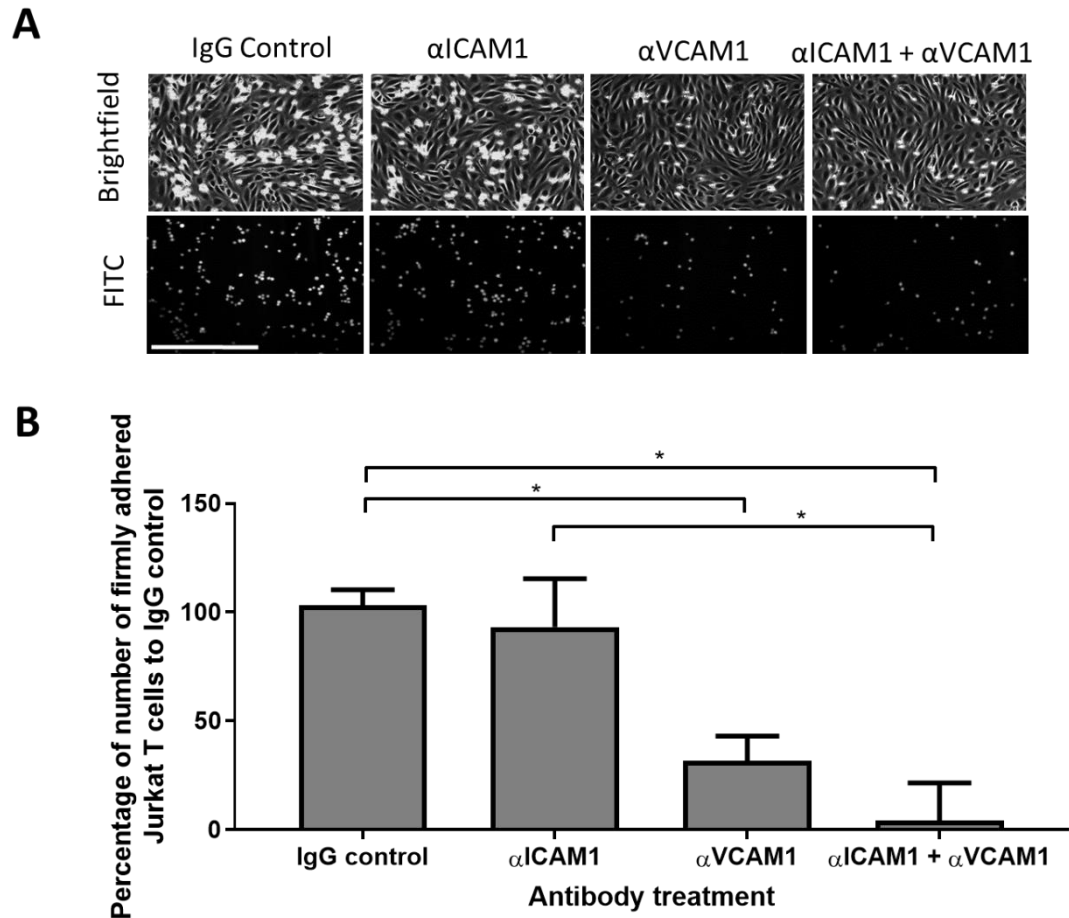 A
IgG Control
αICAM1
αVCAM1
αICAM1 + αVCAM1
Brightfield
FITC
B
Percentage of number of firmly adhered
Jurkat T cells to IgG control
150
100
50
0
*
*
*
IgG control
αICAM1
αVCAM1
αICAM1 + αVCAM1
Antibody treatment